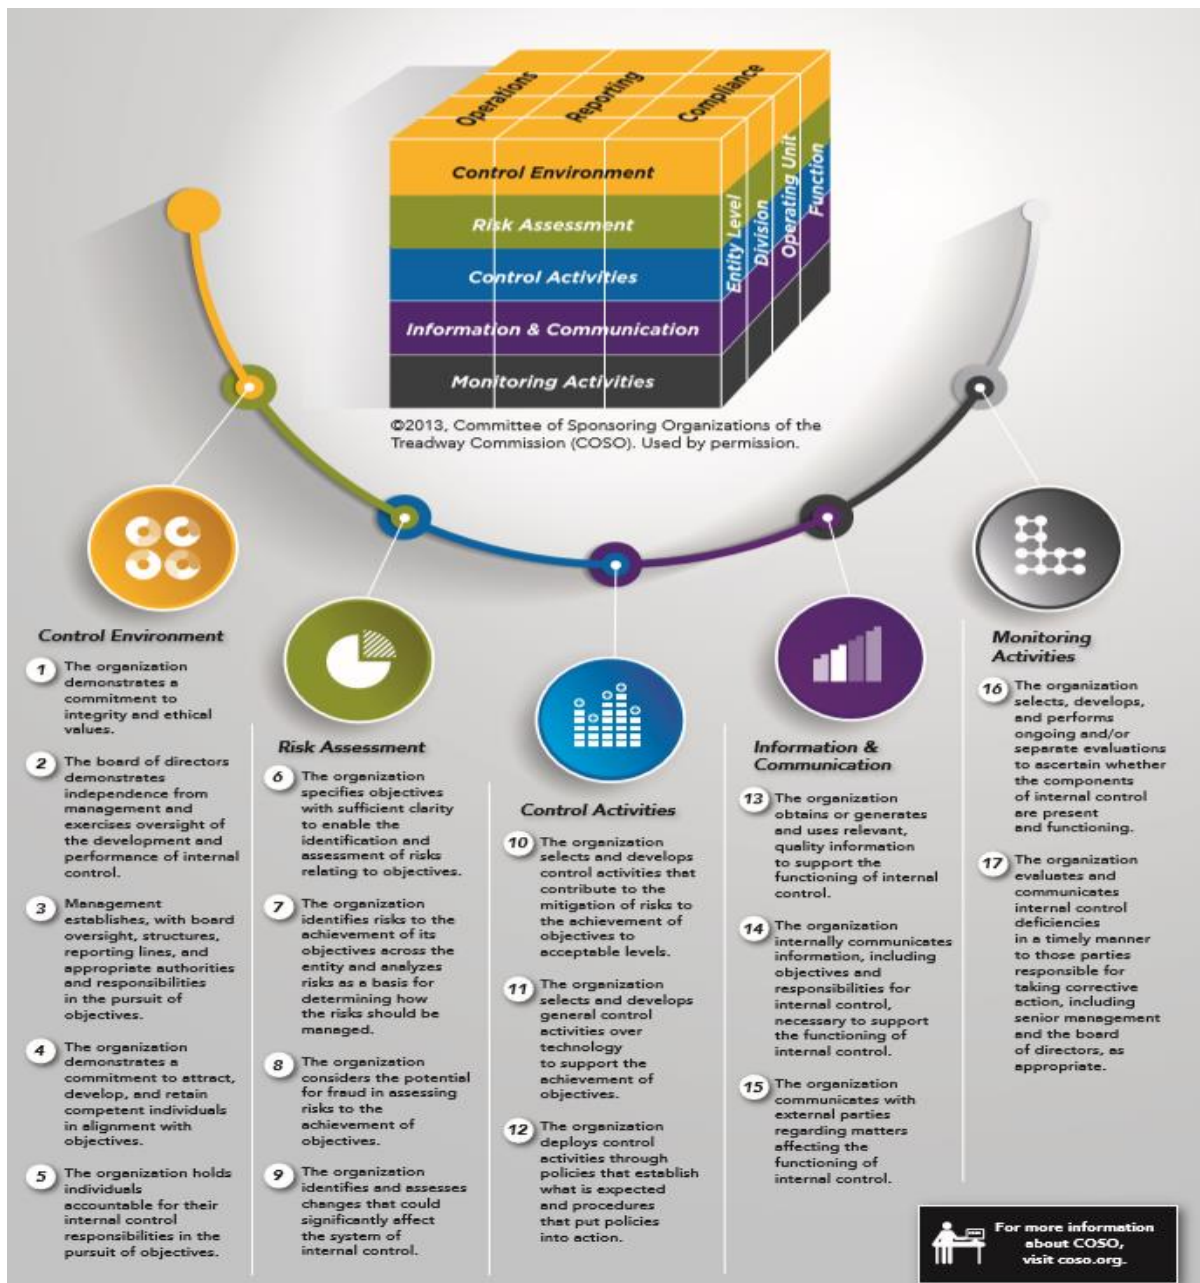 Operations
Reporting
Compliance
Control Environment
Risk Assessment
Control Activities
Information & Communication
Monitoring Activities
Entity Level
Division
Operating Unit
Function
©2013, Committee of Sponsoring Organizations of the
Treadway Commission (COSO). Used by permission.
Control Environment
1 The organization
demonstrates a
commitment to
integrity and ethical
values.
2 The board of directors
demonstrates
independence from
management and
exercises oversight of
the development and
performance of internal
control.
3 Management
establishes, with board
oversight, structures,
reporting lines, and
appropriate authorities
and responsibilities
in the pursuit of
objectives.
4 The organization
demonstrates a
commitment to attract,
develop, and retain
competent individuals
in alignment with
objectives.
5 The organization holds
individuals
accountable for their
internal control
responsibilities in the
pursuit of objectives.
Risk Assessment
6 The organization
specifies objectives
with sufficient clarity
to enable the
identification and
assessment of risks
relating to objectives.
7 The organization
identifies risks to the
achievement of its
objectives across the
entity and analyzes
risks as a basis for
determining how
the risks should be
managed.
8 The organization
considers the potential
for fraud in assessing
risks to the
achievement of
objectives.
9 The organization
identifies and assesses
changes that could
significantly affect
the system of
internal control.
Control Activities
10 The organization
selects and develops
control activities that
contribute to the
mitigation of risks to
the achievement of
objectives to
acceptable levels.
11 The organization
selects and develops
general control
activities over
technology
to support the
achievement of
objectives.
12 The organization
deploys control
activities through
policies that establish
what is expected
and procedures
that put policies
into action.
Information &
Communication
13 The organization
obtains or generates
and uses relevant,
quality information
to support the
functioning of internal
control.
14 The organization
internally communicates
information, including
objectives and
responsibilities for
internal control,
necessary to support
the functioning of
internal control.
15 The organization
communicates with
external parties
regarding matters
affecting the
functioning of
internal control.
Monitoring
Activities
16 The organization
selects, develops,
and performs
ongoing and/or
separate evaluations
to ascertain whether
the components
of internal control
are present
and functioning.
17 The organization
evaluates and
communicates
internal control
deficiencies
in a timely manner
to those parties
responsible for
taking corrective
action, including
senior management
and the board
of directors, as
appropriate.
For more information
about COSO,
visit coso.org.